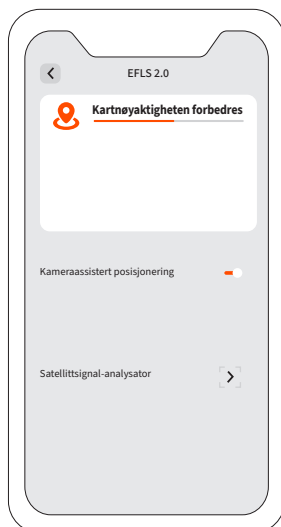 EFLS 2.0
Kartnøyaktigheten forbedres
Kameraassistert posisjonering
Satellittsignal-analysator